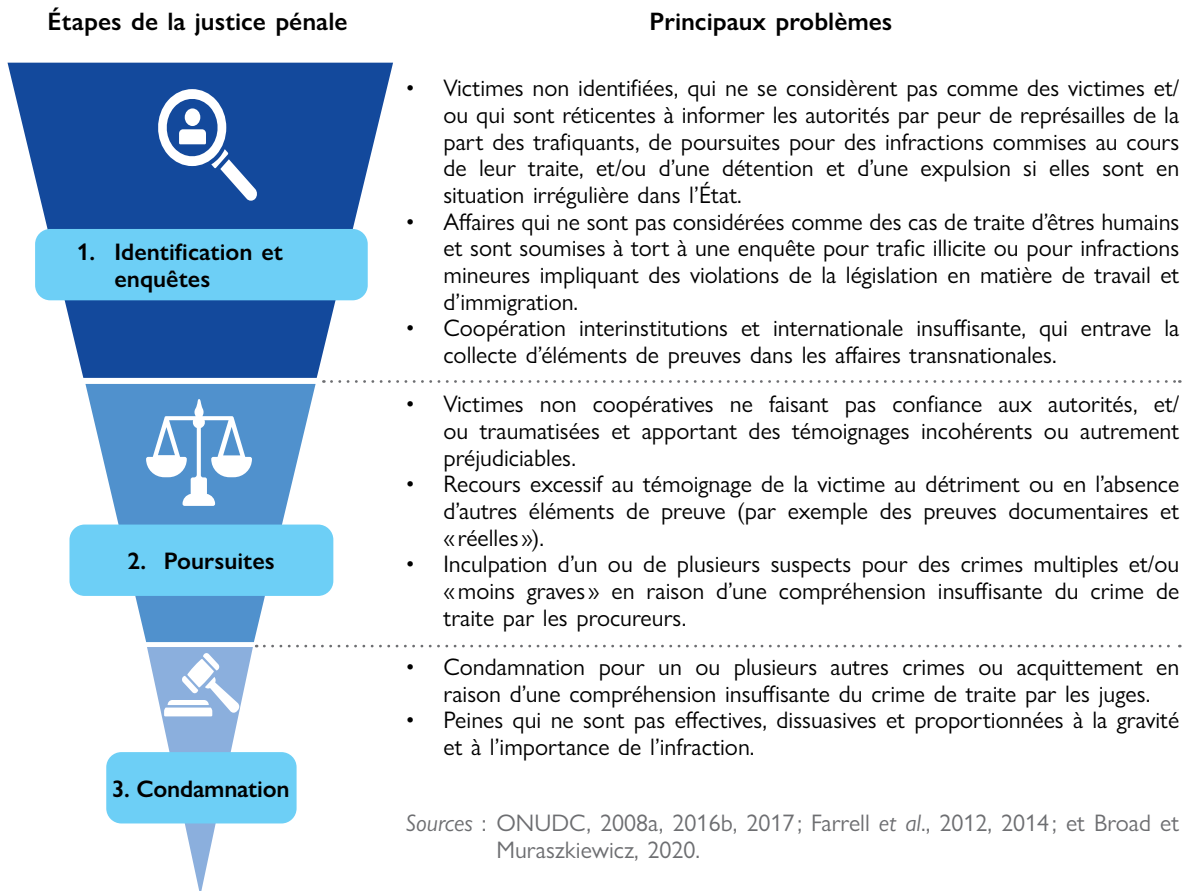 Étapes de la justice pénale
Principaux problèmes
1. Identification et
enquêtes
• Victimes non identifiées, qui ne se considèrent pas comme des victimes et/
ou qui sont réticentes à informer les autorités par peur de représailles de la
part des trafiquants, de poursuites pour des infractions commises au cours
de leur traite, et/ou d’une détention et d’une expulsion si elles sont en
situation irrégulière dans l’État.
• Affaires qui ne sont pas considérées comme des cas de traite d’êtres humains
et sont soumises à tort à une enquête pour trafic illicite ou pour infractions
mineures impliquant des violations de la législation en matière de travail et
d’immigration.
• Coopération interinstitutions et internationale insuffisante, qui entrave la
collecte d’éléments de preuves dans les affaires transnationales.
2. Poursuites
• Victimes non coopératives ne faisant pas confiance aux autorités, et/
ou traumatisées et apportant des témoignages incohérents ou autrement
préjudiciables.
• Recours excessif au témoignage de la victime au détriment ou en l’absence
d’autres éléments de preuve (par exemple des preuves documentaires et
«réelles»).
• Inculpation d’un ou de plusieurs suspects pour des crimes multiples et/ou
«moins graves» en raison d’une compréhension insuffisante du crime de
traite par les procureurs.
3. Condamnation
• Condamnation pour un ou plusieurs autres crimes ou acquittement en
raison d’une compréhension insuffisante du crime de traite par les juges.
• Peines qui ne sont pas effectives, dissuasives et proportionnées à la gravité
et à l’importance de l’infraction.
Sources : ONUDC, 2008a, 2016b, 2017; Farrell et al., 2012, 2014; et Broad et
Muraszkiewicz, 2020.